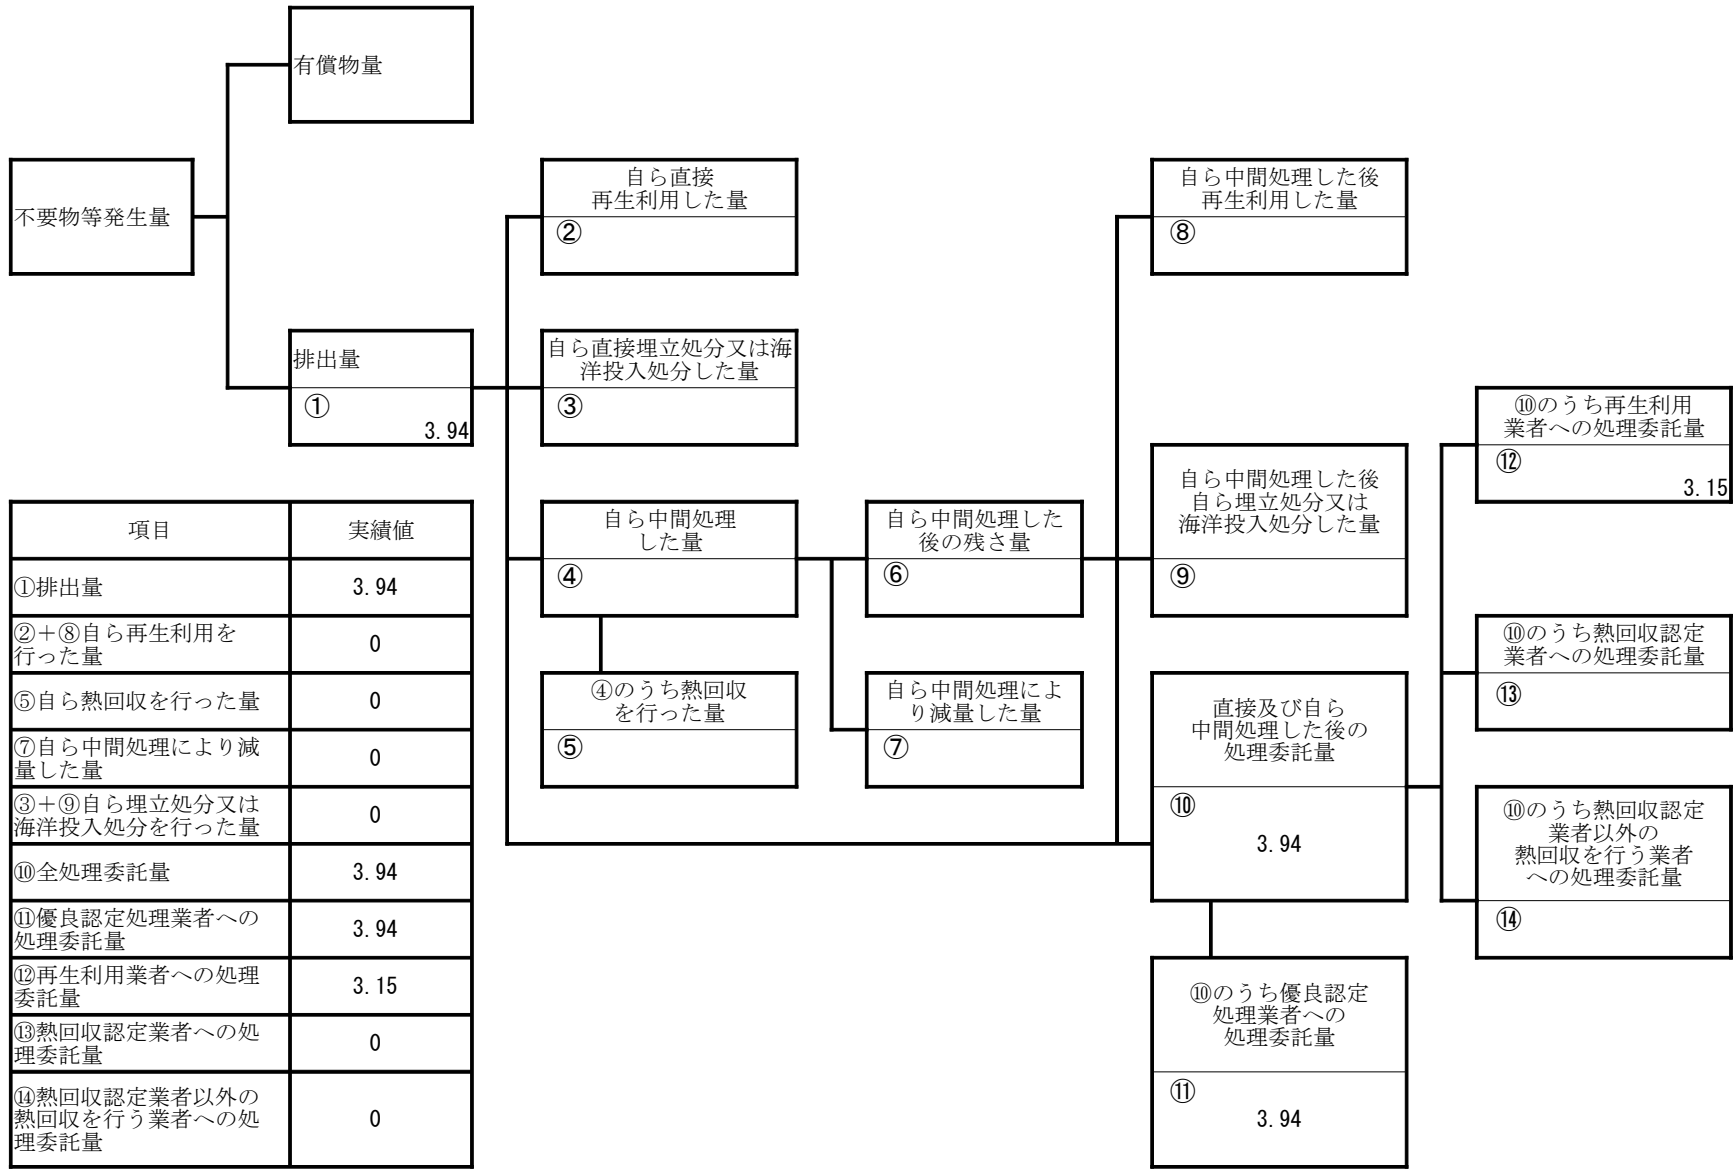 有償物量
不要物等発生量
自ら直接
再生利用した量
②
自ら中間処理した後
再生利用した量
⑧
排出量
①
3.94
自ら直接埋立処分又は海
洋投入処分した量
③
⑩のうち再生利用
業者への処理委託量
⑫
3.15
自ら中間処理
した量
④
自ら中間処理した
後の残さ量
⑥
自ら中間処理した後
自ら埋立処分又は
海洋投入処分した量
⑨
④のうち熱回収
を行った量
⑤
自ら中間処理によ
り減量した量
⑦
直接及び自ら
中間処理した後の
処理委託量
⑩
3.94
⑩のうち熱回収認定
業者への処理委託量
⑬
⑩のうち熱回収認定
業者以外の
熱回収を行う業者
への処理委託量
⑭
⑩のうち優良認定
処理業者への
処理委託量
⑪
3.94
項目 実績値
①排出量 3.94
②+⑧自ら再生利用を
行った量 0
⑤自ら熱回収を行った量 0
⑦自ら中間処理により減
量した量 0
③+⑨自ら埋立処分又は
海洋投入処分を行った量 0
⑩全処理委託量 3.94
⑪優良認定処理業者への
処理委託量 3.94
⑫再生利用業者への処理
委託量 3.15
⑬熱回収認定業者への処
理委託量 0
⑭熱回収認定業者以外の
熱回収を行う業者への処
理委託量 0